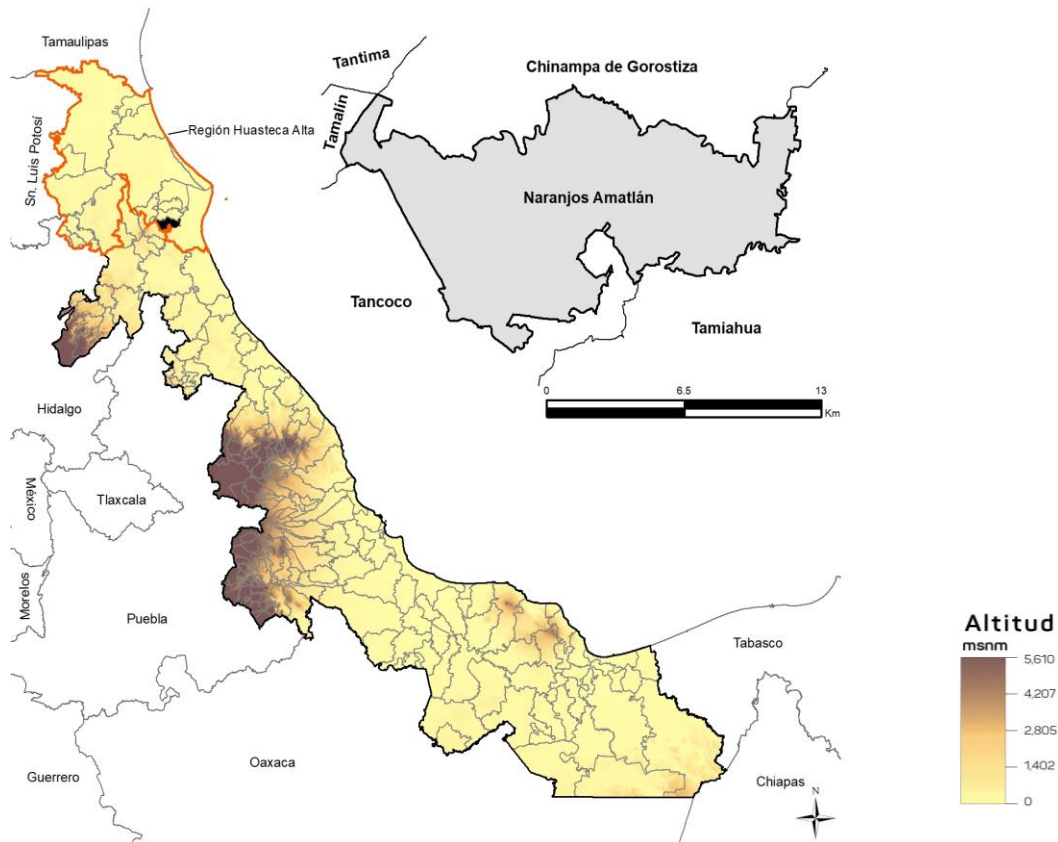 Tamaulipas
Sn. Luis Potosí
Región Huasteca Alta
Tantima
Tamalín
Chinampa de Gorostiza
Naranjos Amatlán
Tancoco
Tamiahua
0 6.5 13
Km
Hidalgo
México
Tlaxcala
Morelos
Puebla
Guerrero
Oaxaca
Tabasco
Chiapas
N
Altitud
msnm
5,610
4,207
2,805
1402
0